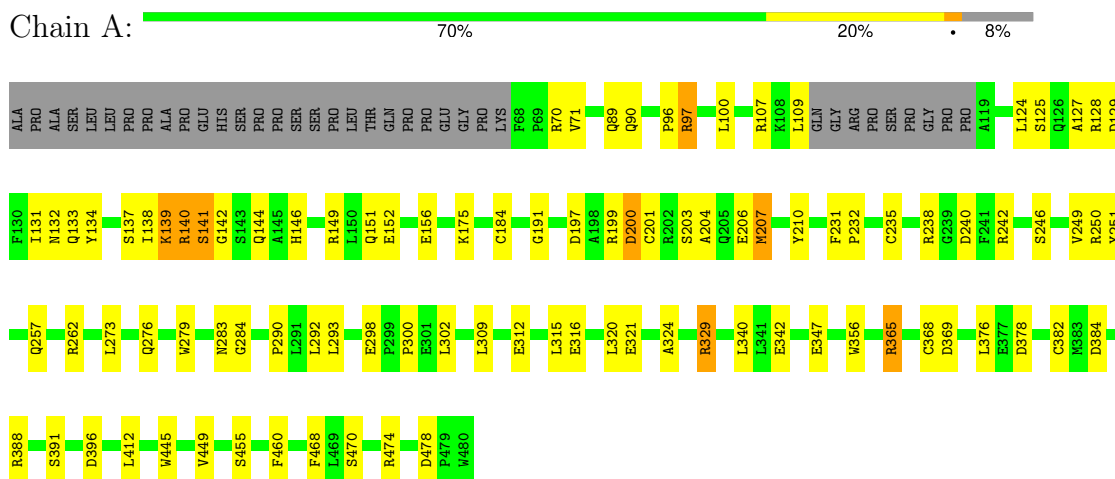 Chain A:
70% 20% • 8%
ALA PRO ALA SER LEU LEU PRO PRO ALA PRO GLU HIS SER PRO PRO SER SER PRO LEU THR GLN PRO PRO GLU GLY PRO LYS F68 P69 R70 V71 Q89 Q90 P96 R97 L100 R107 K108 L109 GLN GLY ARG PRO SER PRO GLY PRO PRO A119 L124 S125 Q126 A127 R128 D129
F130 I131 N132 Q133 Y134 S137 I138 K139 R140 S141 G142 S143 Q144 A145 H146 R149 L150 Q151 E152 E156 K175 C184 G191 D197 A198 R199 D200 C201 R202 S203 A204 Q205 E206 M207 Y210 F231 P232 C235 R238 G239 D240 F241 R242 S246 V249 R250 Y251
Q257 R262 L273 Q276 W279 N283 G284 P290 L291 L292 L293 E298 P299 P300 E301 L302 L309 E312 L315 E316 L320 E321 A324 R329 L340 L341 E342 E347 W356 R365 C368 D369 L376 E377 D378 C382 M383 D384
R388 S391 D396 L412 W445 V449 S455 F460 F468 L469 S470 R474 D478 P479 W480